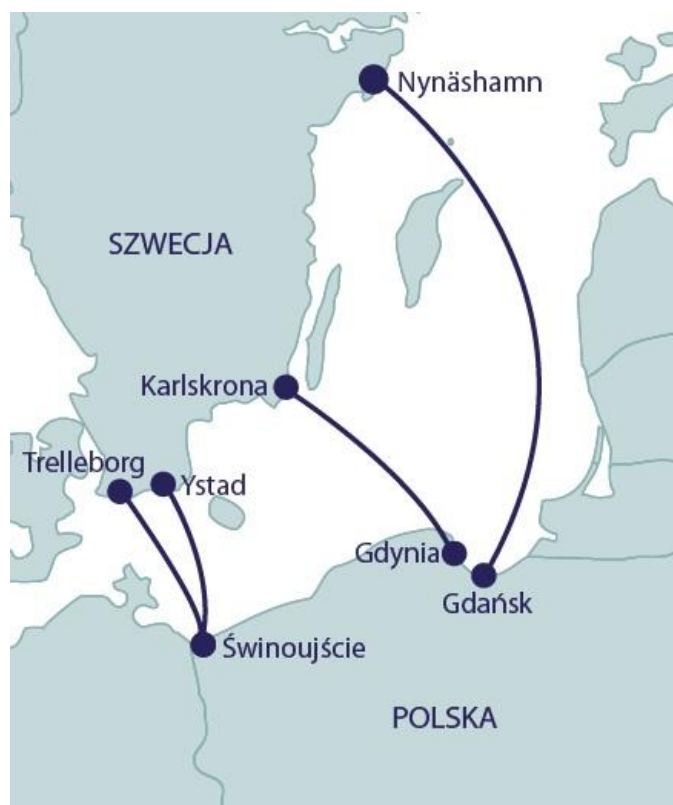 Nynäshamn
SZWECJA
Karlskrona
Trelleborg
Ystad
Gdynia
Gdańsk
Świnoujście
POLSKA